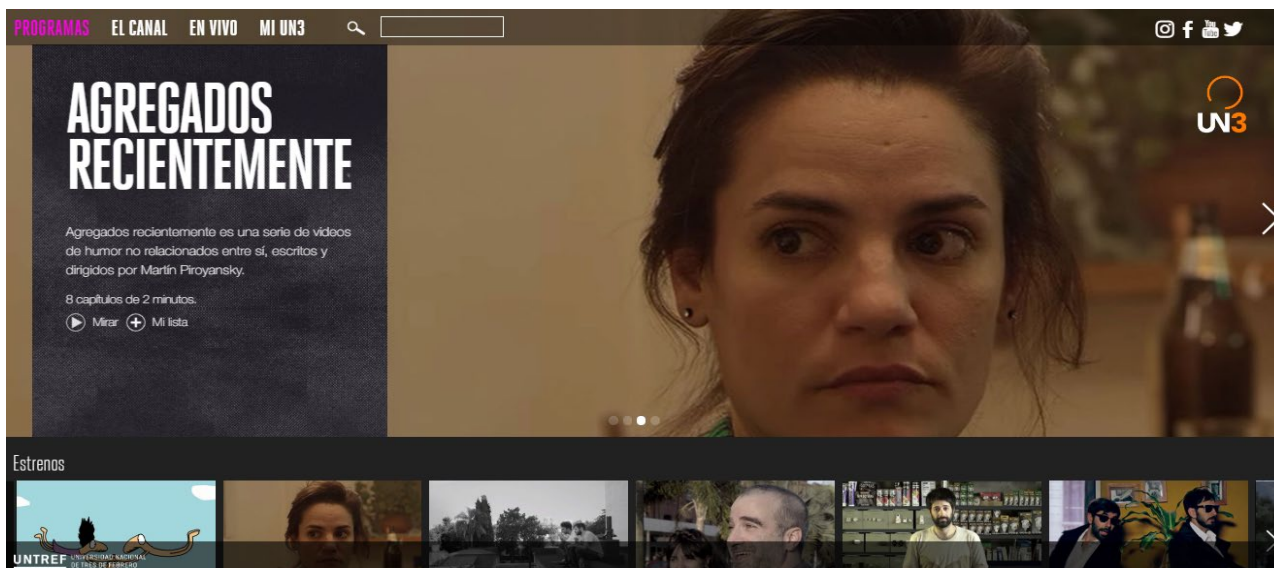 PROGRAMAS EL CANAL EN VIVO MI UN3
You
Tube
UN3
AGREGADOS
RECIENTEMENTE
Agregados recientemente es una serie de videos
de humor no relacionados entre sí, escritos y
dirigidos por Martín Piroyansky.
8 capítulos de 2 minutos.
Mirar Mi lista
Estrenos
UNTREF UNIVERSIDAD NACIONAL
DE TRES DE FEBRERO